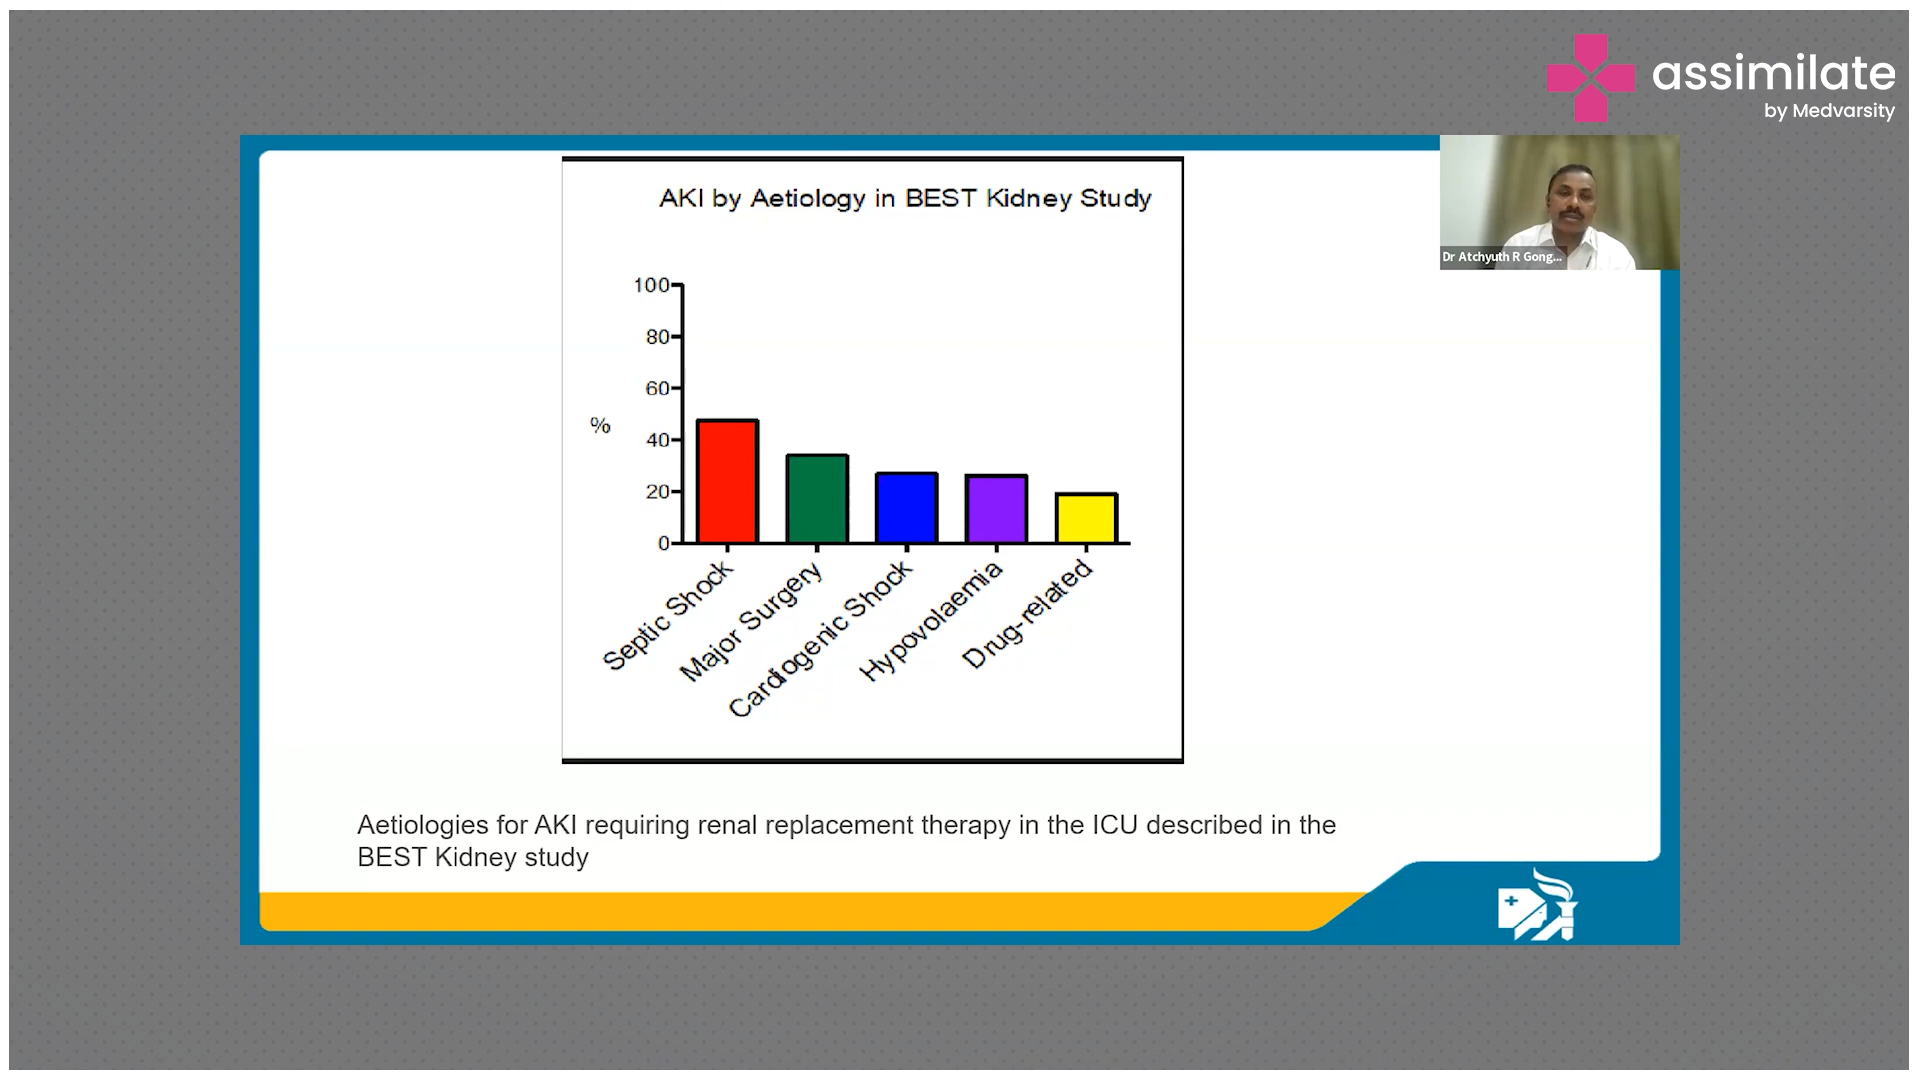 assimilate
by Medvarsity
AKI by Aetiology in BEST Kidney Study
100
80
60
%
40
20
0
Septic Shock
Major Surgery
Cardiogenic Shock
Hypovolaemia
Drug-related
Dr Atchyuth R Gong...
Aetiologies for AKI requiring renal replacement therapy in the ICU described in the
BEST Kidney study